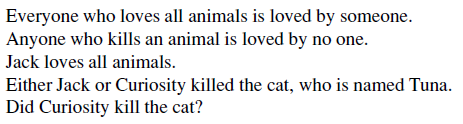 Everyone who loves all animals is loved by someone.
Anyone who kills an animal is loved by no one.
Jack loves all animals.
Either Jack or Curiosity killed the cat, who is named Tuna.
Did Curiosity kill the cat?